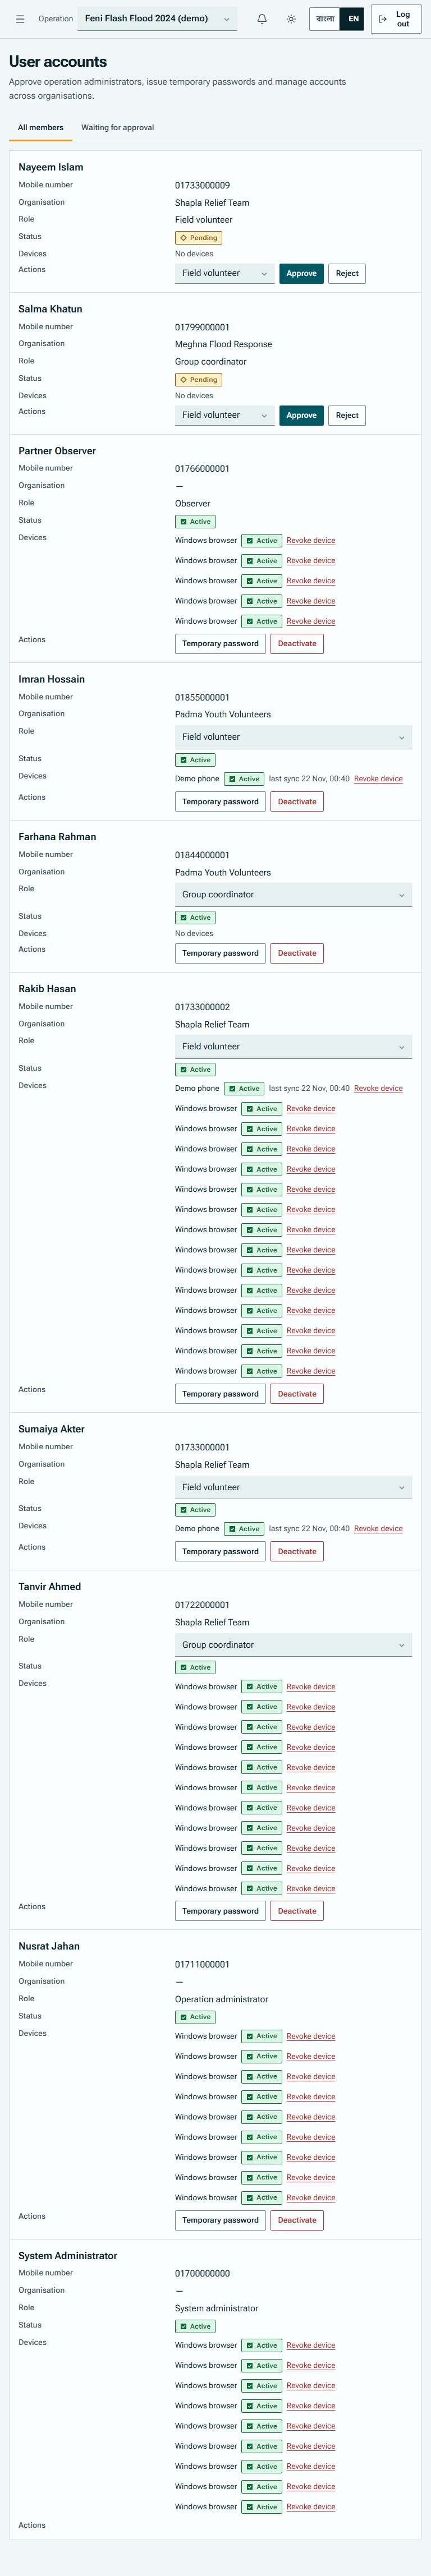 Operation Feni Flash Flood 2024 (demo) বাংলা EN Log out
User accounts
Approve operation administrators, issue temporary passwords and manage accounts
across organisations.
All members Waiting for approval
Nayeem Islam
Mobile number 01733000009
Organisation Shapla Relief Team
Role Field volunteer
Status Pending
Devices No devices
Actions Field volunteer Approve Reject
Salma Khatun
Mobile number 01799000001
Organisation Meghna Flood Response
Role Group coordinator
Status Pending
Devices No devices
Actions Field volunteer Approve Reject
Partner Observer
Mobile number 01766000001
Organisation —
Role Observer
Status Active
Devices Windows browser Active Revoke device
Windows browser Active Revoke device
Windows browser Active Revoke device
Windows browser Active Revoke device
Windows browser Active Revoke device
Actions Temporary password Deactivate
Imran Hossain
Mobile number 01855000001
Organisation Padma Youth Volunteers
Role Field volunteer
Status Active
Devices Demo phone Active last sync 22 Nov, 00:40 Revoke device
Actions Temporary password Deactivate
Farhana Rahman
Mobile number 01844000001
Organisation Padma Youth Volunteers
Role Group coordinator
Status Active
Devices No devices
Actions Temporary password Deactivate
Rakib Hasan
Mobile number 01733000002
Organisation Shapla Relief Team
Role Field volunteer
Status Active
Devices Demo phone Active last sync 22 Nov, 00:40 Revoke device
Windows browser Active Revoke device
Windows browser Active Revoke device
Windows browser Active Revoke device
Windows browser Active Revoke device
Windows browser Active Revoke device
Windows browser Active Revoke device
Windows browser Active Revoke device
Windows browser Active Revoke device
Windows browser Active Revoke device
Windows browser Active Revoke device
Windows browser Active Revoke device
Windows browser Active Revoke device
Windows browser Active Revoke device
Windows browser Active Revoke device
Actions Temporary password Deactivate
Sumaiya Akter
Mobile number 01733000001
Organisation Shapla Relief Team
Role Field volunteer
Status Active
Devices Demo phone Active last sync 22 Nov, 00:40 Revoke device
Actions Temporary password Deactivate
Tanvir Ahmed
Mobile number 01722000001
Organisation Shapla Relief Team
Role Group coordinator
Status Active
Devices Windows browser Active Revoke device
Windows browser Active Revoke device
Windows browser Active Revoke device
Windows browser Active Revoke device
Windows browser Active Revoke device
Windows browser Active Revoke device
Windows browser Active Revoke device
Windows browser Active Revoke device
Windows browser Active Revoke device
Windows browser Active Revoke device
Windows browser Active Revoke device
Actions Temporary password Deactivate
Nusrat Jahan
Mobile number 01711000001
Organisation —
Role Operation administrator
Status Active
Devices Windows browser Active Revoke device
Windows browser Active Revoke device
Windows browser Active Revoke device
Windows browser Active Revoke device
Windows browser Active Revoke device
Windows browser Active Revoke device
Windows browser Active Revoke device
Windows browser Active Revoke device
Windows browser Active Revoke device
Actions Temporary password Deactivate
System Administrator
Mobile number 01700000000
Organisation —
Role System administrator
Status Active
Devices Windows browser Active Revoke device
Windows browser Active Revoke device
Windows browser Active Revoke device
Windows browser Active Revoke device
Windows browser Active Revoke device
Windows browser Active Revoke device
Windows browser Active Revoke device
Windows browser Active Revoke device
Windows browser Active Revoke device
Actions